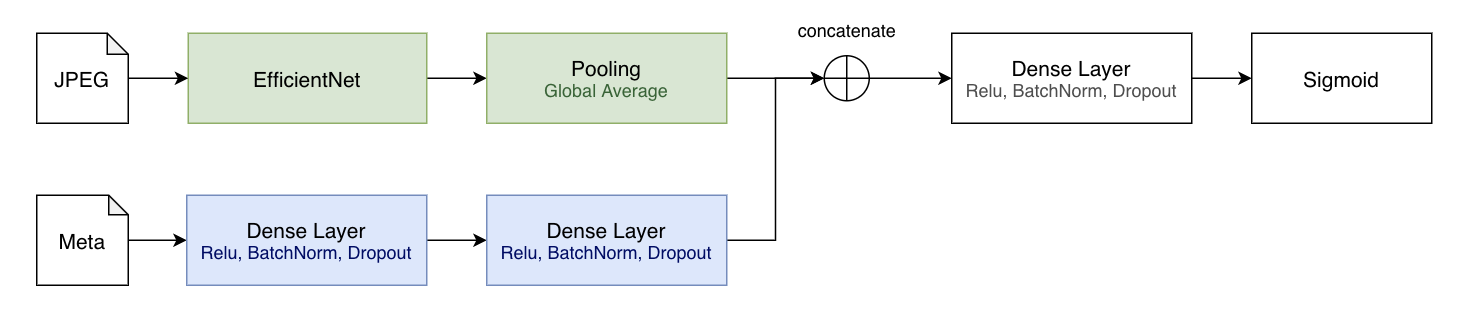 concatenate
JPEG
EfficientNet
Pooling
Global Average
Dense Layer
Relu, BatchNorm, Dropout
Sigmoid
Meta
Dense Layer
Relu, BatchNorm, Dropout
Dense Layer
Relu, BatchNorm, Dropout